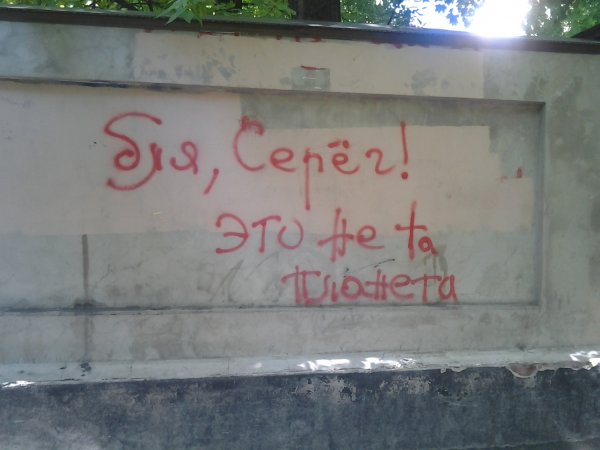 бля, Серёг!
это не та
планета